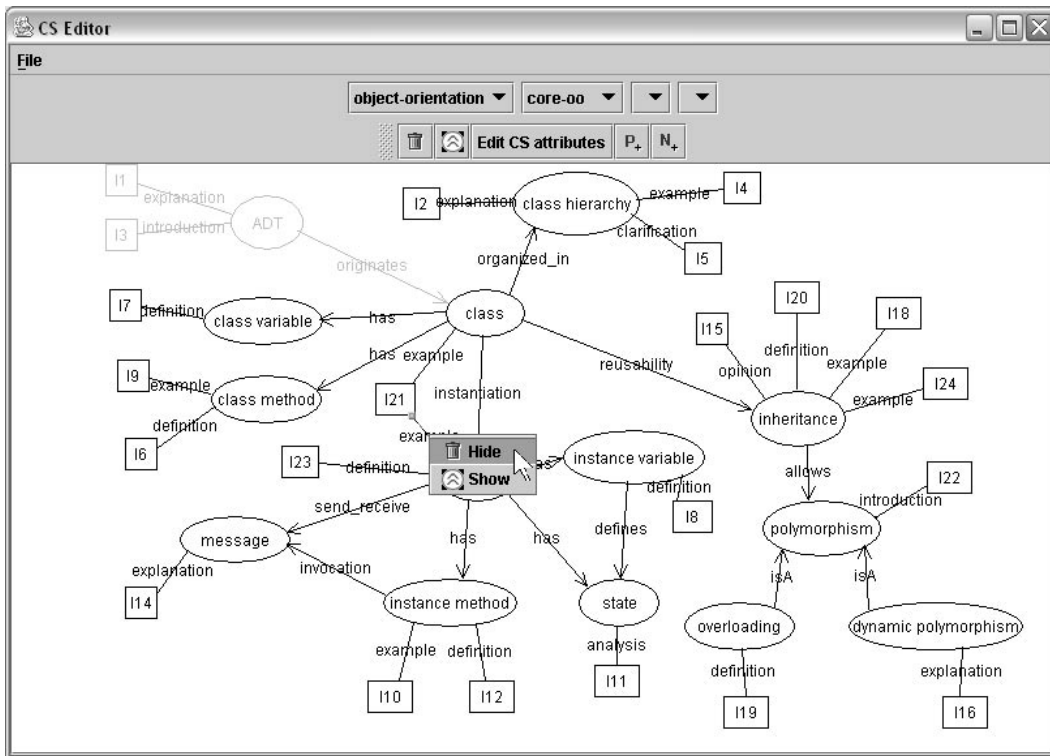 CS Editor
File
object-orientation core-oo
Edit CS attributes P+ N+
I1
explanation
I3
introduction
ADT
originates
I2
explanation
class hierarchy
example
I4
clarification
I5
organized_in
I7
definition
class variable
has
class
I20
I15
I18
definition
opinion
example
reusability
I9
example
has
example
class method
I21
instantiation
I24
example
inheritance
I6
definition
example
Hide
Show
I23
definition
instance variable
definition
I8
allows
I22
introduction
send_receive
message
has
has
defines
polymorphism
explanation
I14
invocation
isA
isA
instance method
state
overloading
dynamic polymorphism
example
definition
analysis
definition
explanation
I10
I12
I11
I19
I16